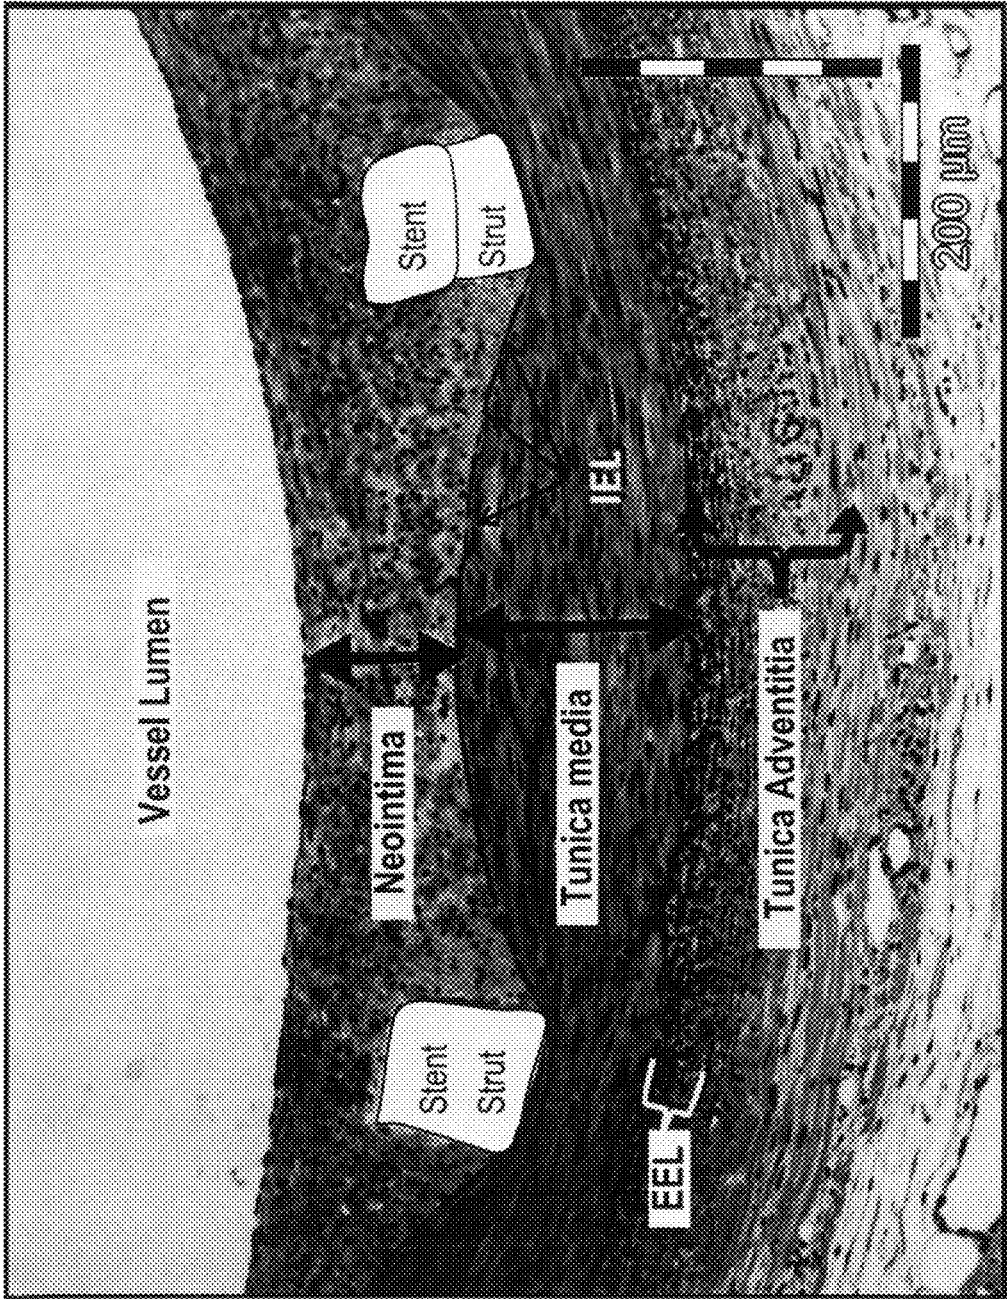 Vessel Lumen
Neointima
Stent
Strut
Stent
Strut
IEL
Tunica media
EEL
Tunica Adventitia
200 µm